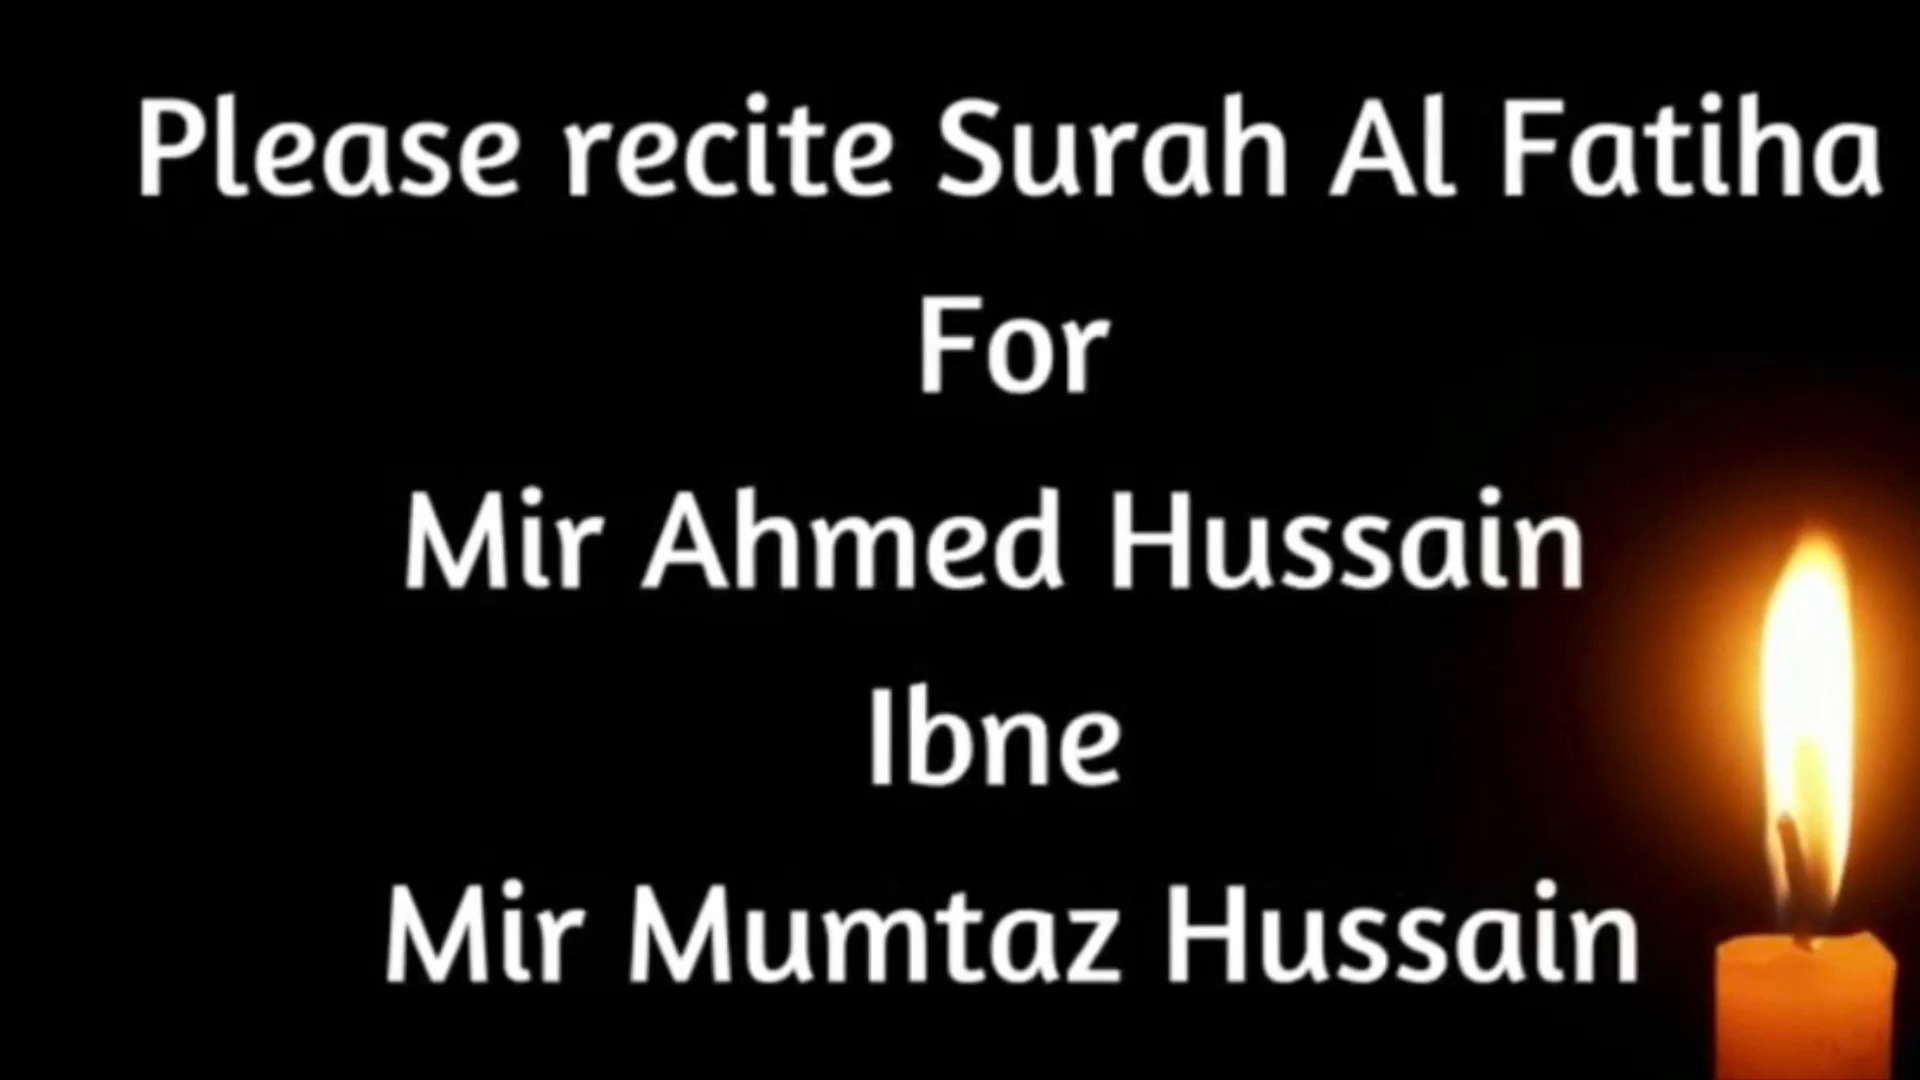 Please recite Surah Al Fatiha
For
Mir Ahmed Hussain
Ibne
Mir Mumtaz Hussain